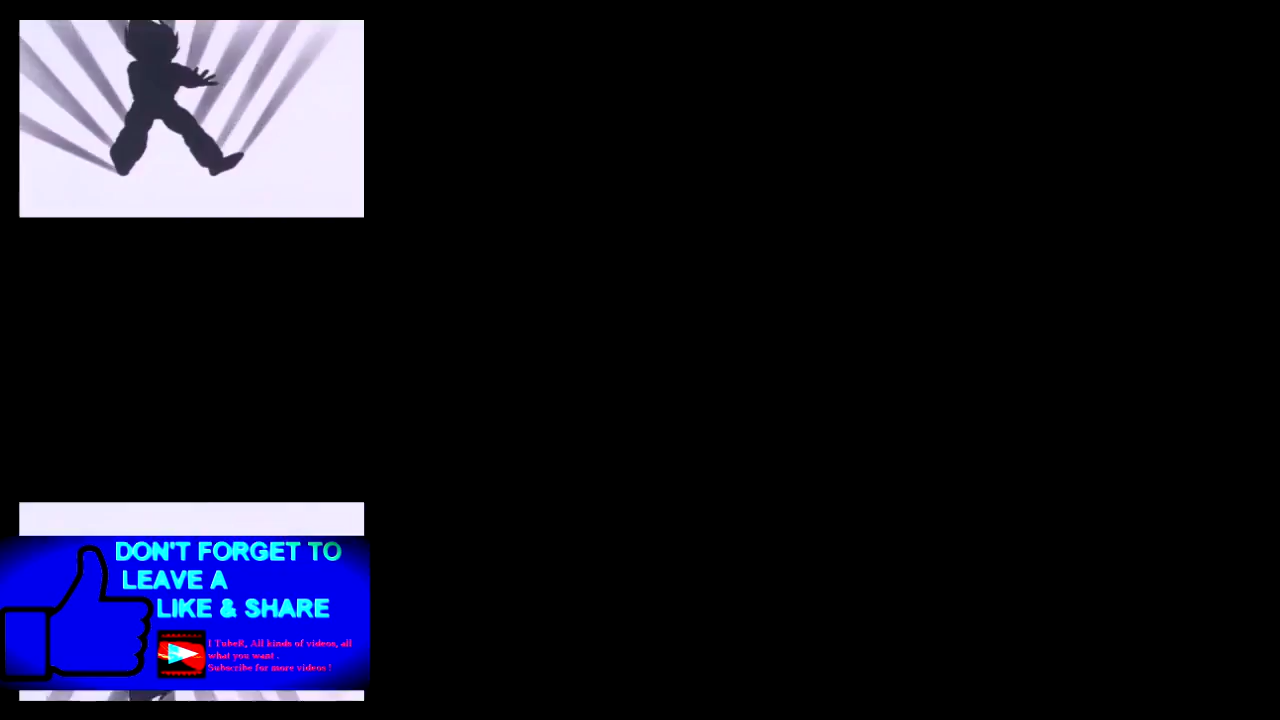 DON'T FORGET TO
LEAVE A
LIKE & SHARE
I TubeR, All kinds of videos, all
what you want .
Subscribe for more videos !